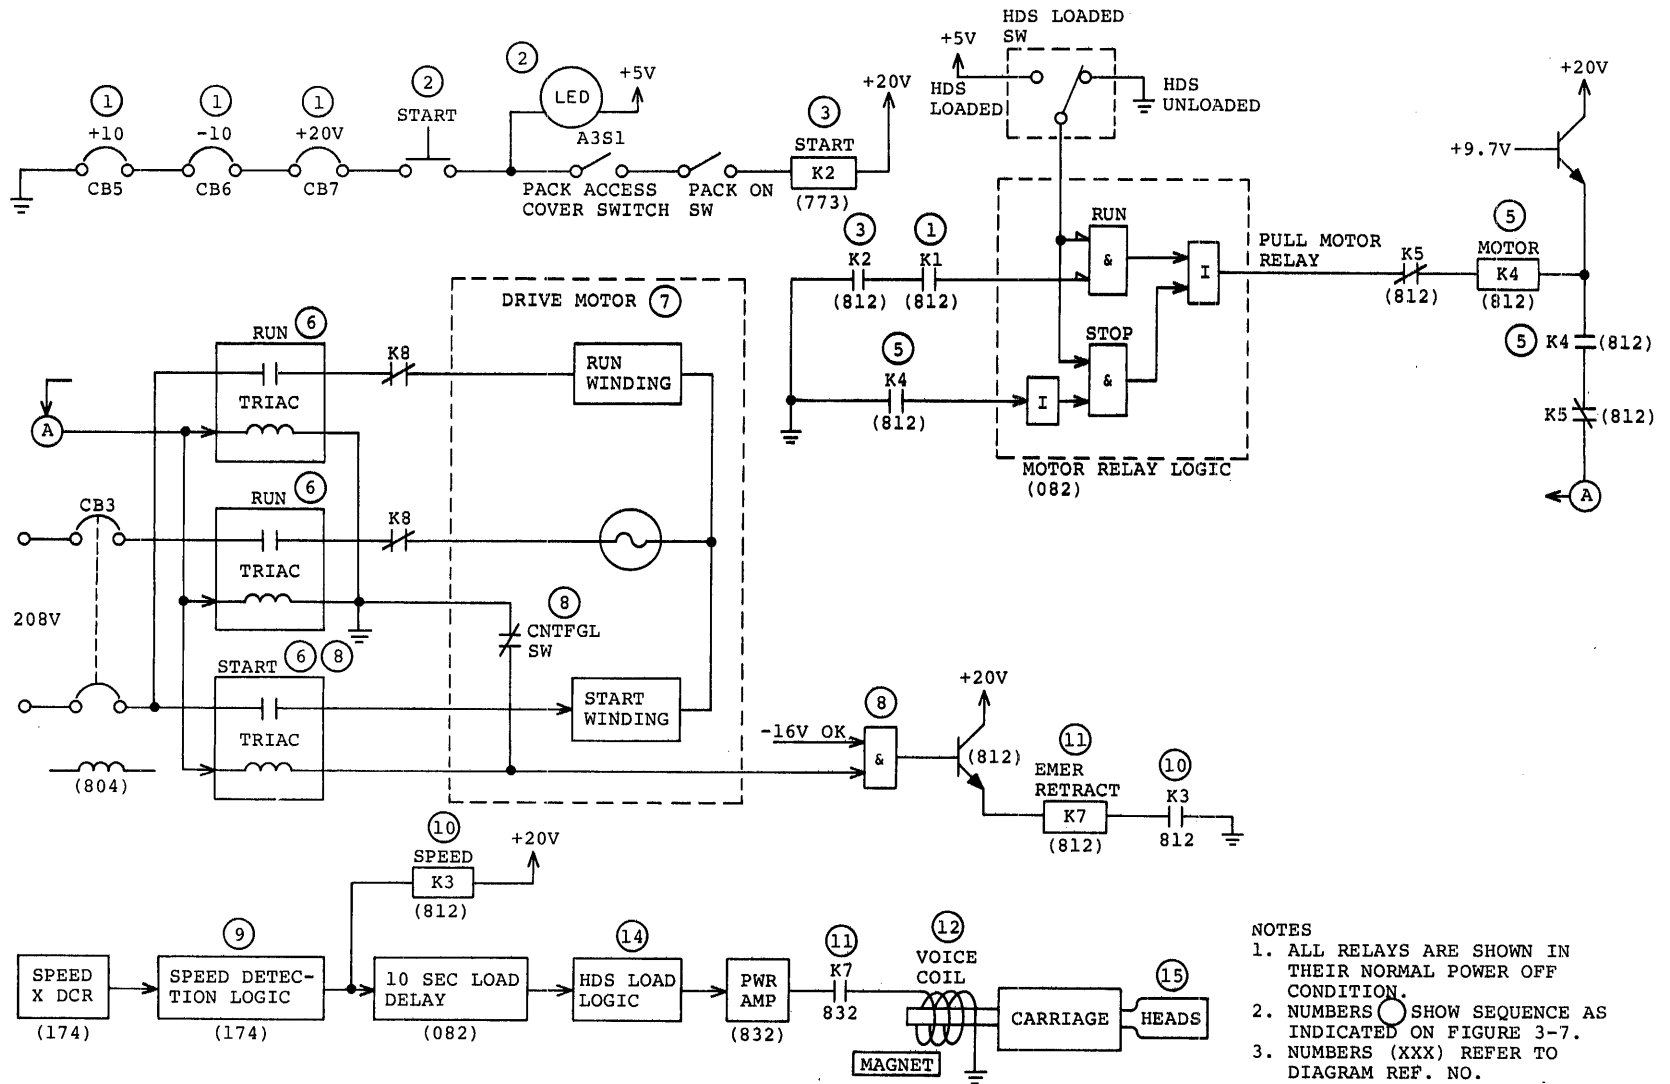 HDS LOADED
SW
+5V
HDS
LOADED
HDS
UNLOADED
+20V
+9.7V
1
+10
CB5
1
-10
CB6
1
+20V
CB7
2
START
2
LED
+5V
A3S1
PACK ACCESS
COVER SWITCH
PACK ON
SW
3
START
K2
(773)
+20V
3
K2
(812)
1
K1
(812)
5
K4
(812)
RUN
&
STOP
&
I
I
MOTOR RELAY LOGIC
(082)
PULL MOTOR
RELAY
K5
(812)
5
MOTOR
K4
(812)
5
K4
(812)
K5
(812)
A
DRIVE MOTOR
7
RUN
6
TRIAC
K8
RUN
WINDING
A
RUN
6
TRIAC
K8
CB3
208V
8
CNTFGL
SW
START
6
8
TRIAC
START
WINDING
(804)
-16V OK
8
&
+20V
(812)
11
EMER
RETRACT
K7
(812)
10
K3
812
10
SPEED
K3
(812)
+20V
SPEED
X DCR
(174)
9
SPEED DETEC-
TION LOGIC
(174)
10 SEC LOAD
DELAY
(082)
14
HDS LOAD
LOGIC
PWR
AMP
(832)
11
K7
832
12
VOICE
COIL
MAGNET
CARRIAGE
15
HEADS
NOTES
1. ALL RELAYS ARE SHOWN IN
THEIR NORMAL POWER OFF
CONDITION.
2. NUMBERS SHOW SEQUENCE AS
INDICATED ON FIGURE 3-7.
3. NUMBERS (XXX) REFER TO
DIAGRAM REF. NO.